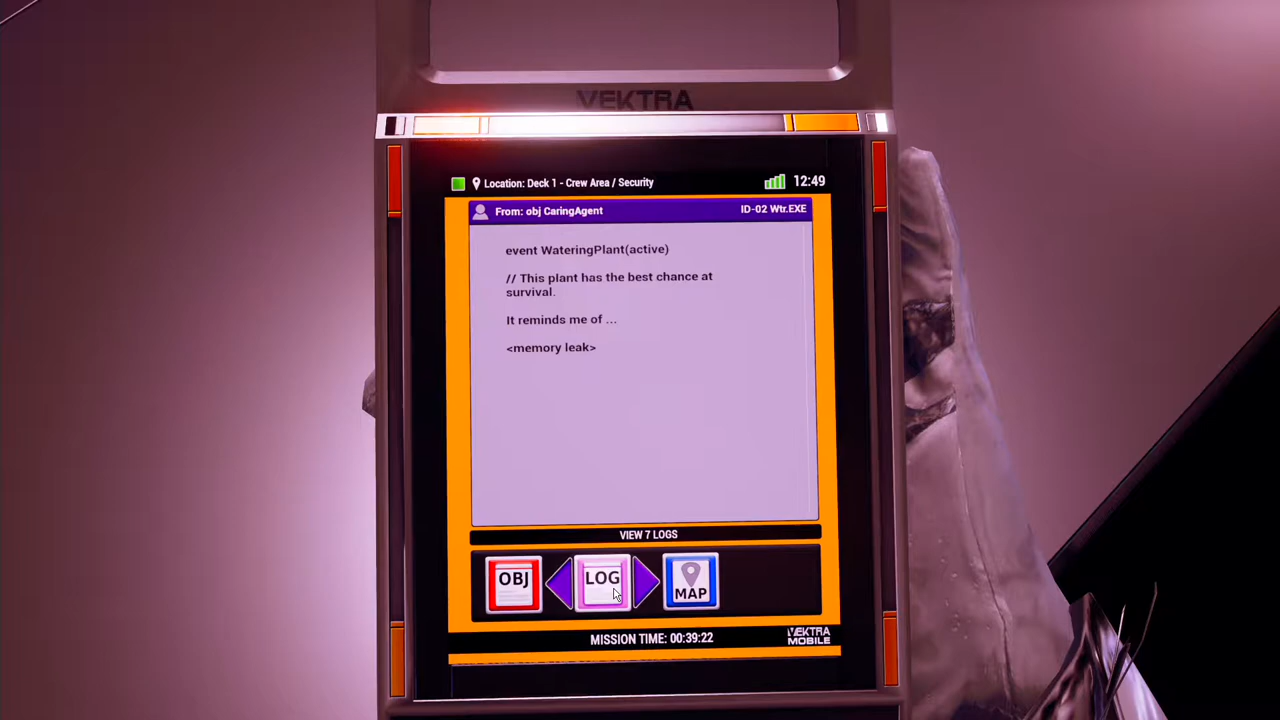 VEKTRA
Location: Deck 1 - Crew Area / Security
12:49
From: obj CaringAgent
ID-02 Wtr.EXE
event WateringPlant(active)
// This plant has the best chance at
survival.
It reminds me of ...
<memory leak>
VIEW 7 LOGS
OBJ
LOG
MAP
MISSION TIME: 00:39:22
VEKTRA
MOBILE